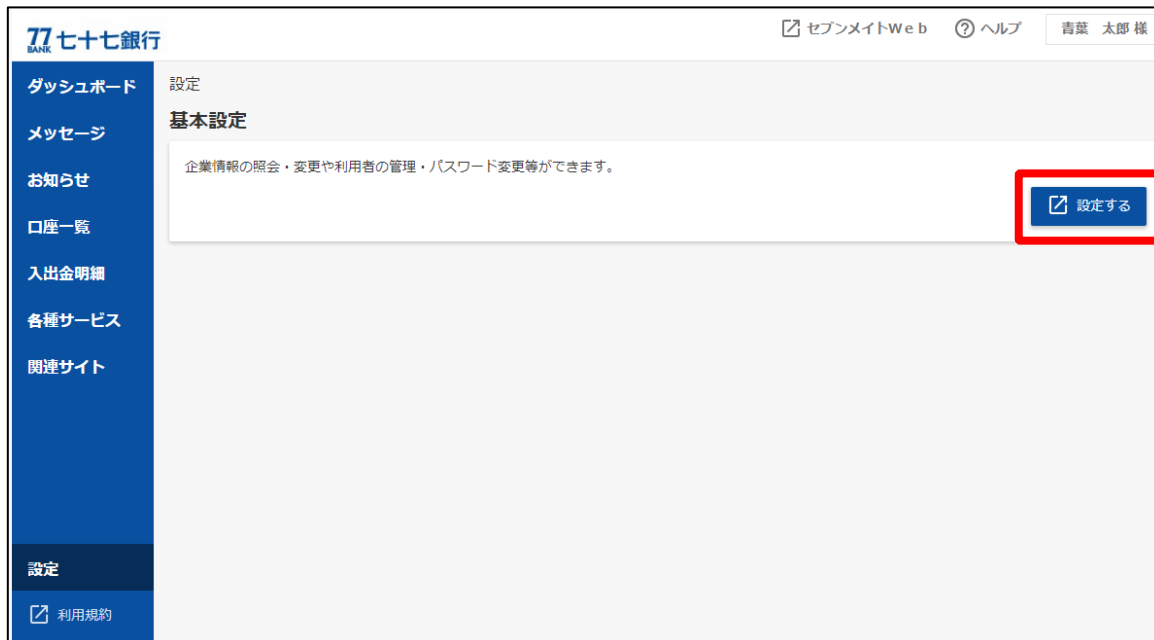 77 BANK 七十七銀行
セブンメイトWeb ヘルプ 青葉 太郎 様
ダッシュボード
メッセージ
お知らせ
口座一覧
入出金明細
各種サービス
関連サイト
設定
利用規約
設定
基本設定
企業情報の照会・変更や利用者の管理・パスワード変更等ができます。
設定する